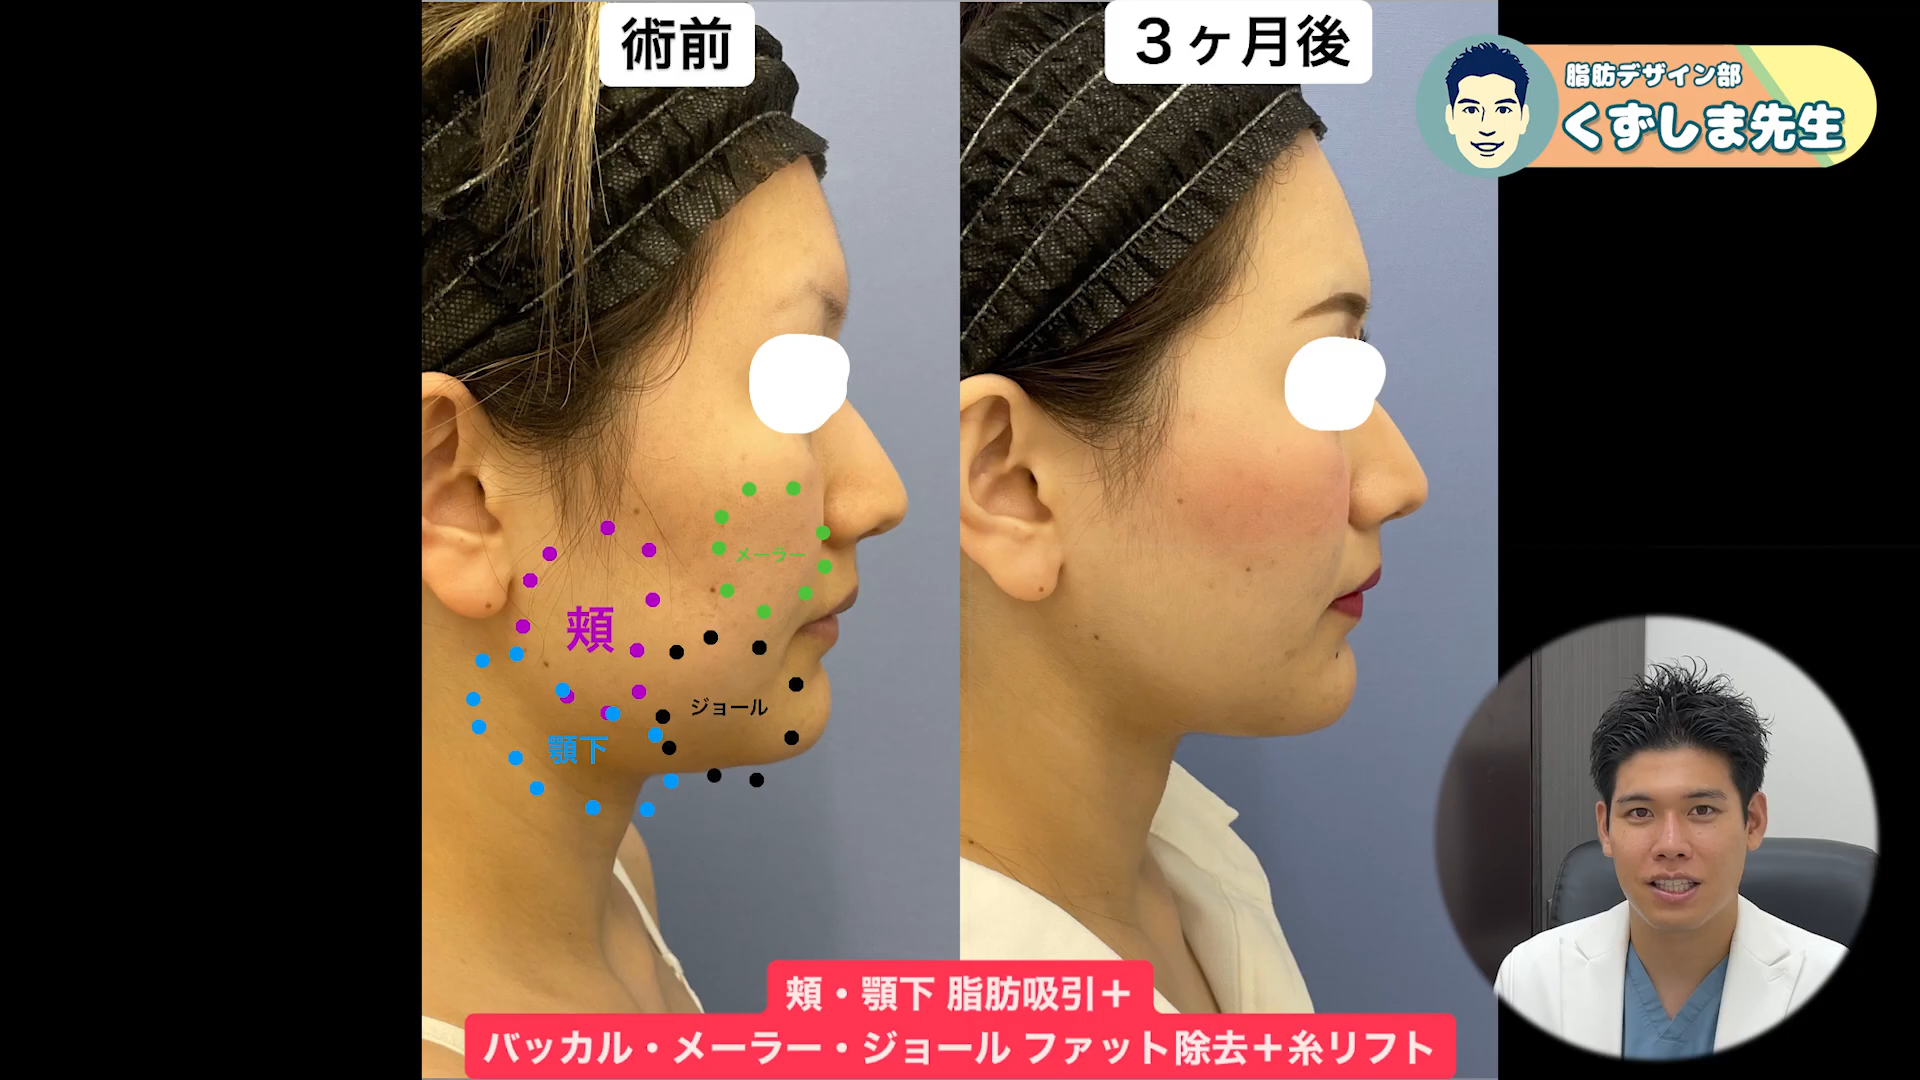 術前
３ヶ月後
脂肪デザイン部
くずしま先生
メーラー
頬
ジョール
顎下
頬・顎下 脂肪吸引＋
バッカル・メーラー・ジョール ファット除去＋糸リフト